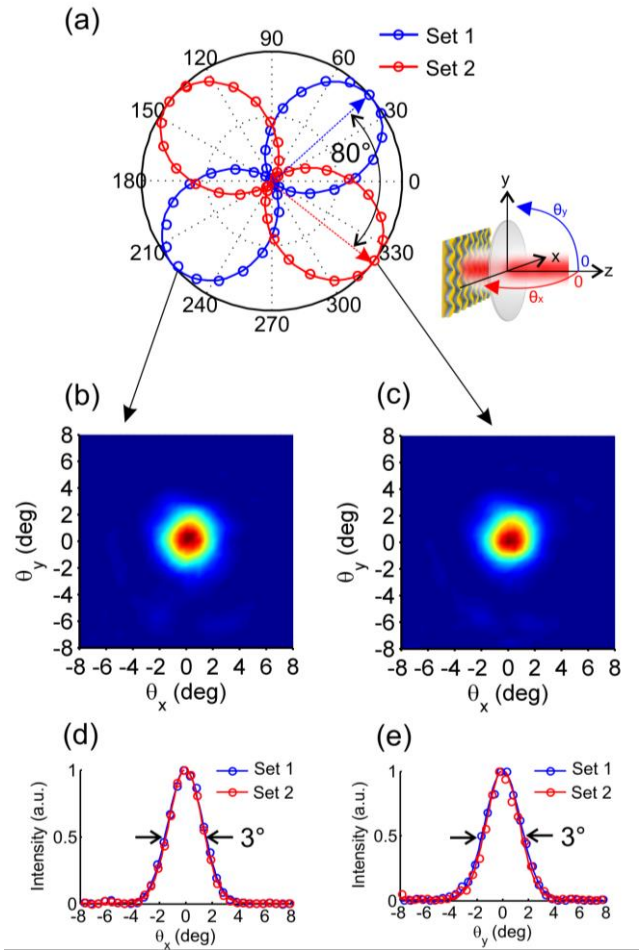 (a)
Set 1
Set 2
90
120
60
150
30
80°
180
0
210
330
240
300
270
y
θy
x
0
z
0
θx
(b)
(c)
8
6
4
2
0
-2
-4
-6
-8
θy (deg)
-8 -6 -4 -2 0 2 4 6 8
θx (deg)
8
6
4
2
0
-2
-4
-6
-8
θy (deg)
-8 -6 -4 -2 0 2 4 6 8
θx (deg)
(d)
Set 1
Set 2
1
0.5
0
Intensity (a.u.)
3°
-8 -6 -4 -2 0 2 4 6 8
θx (deg)
(e)
Set 1
Set 2
1
0.5
0
Intensity (a.u.)
3°
-8 -6 -4 -2 0 2 4 6 8
θy (deg)